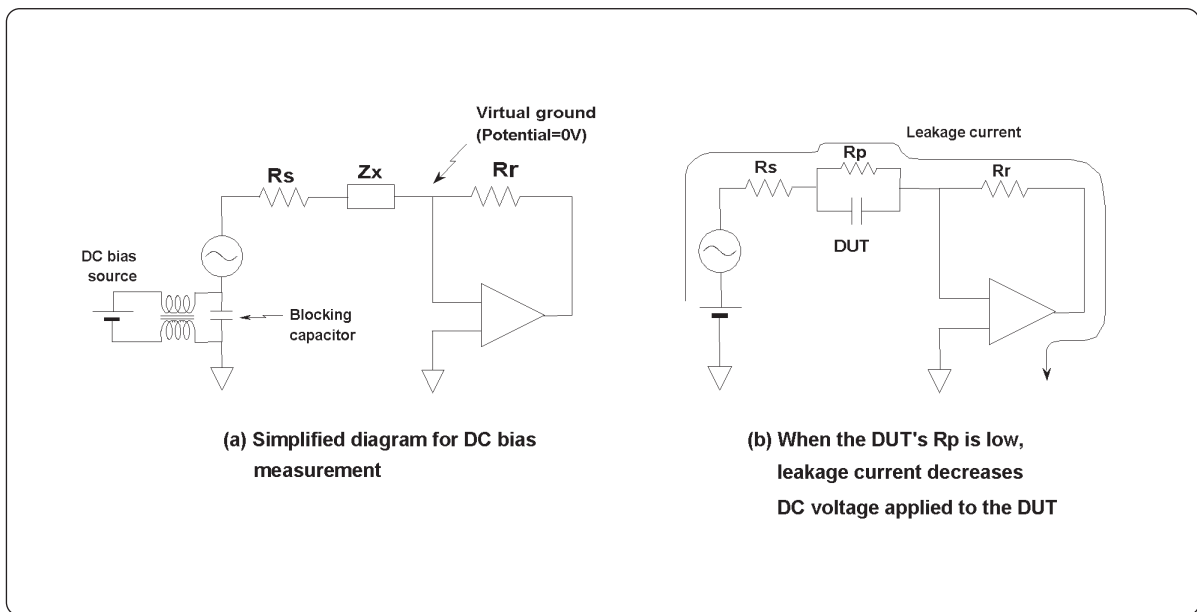 Virtual ground
(Potential=0V)
Rs
Zx
Rr
DC bias
source
Blocking
capacitor
(a) Simplified diagram for DC bias
measurement
Leakage current
Rs
Rp
Rr
DUT
(b) When the DUT's Rp is low,
leakage current decreases
DC voltage applied to the DUT